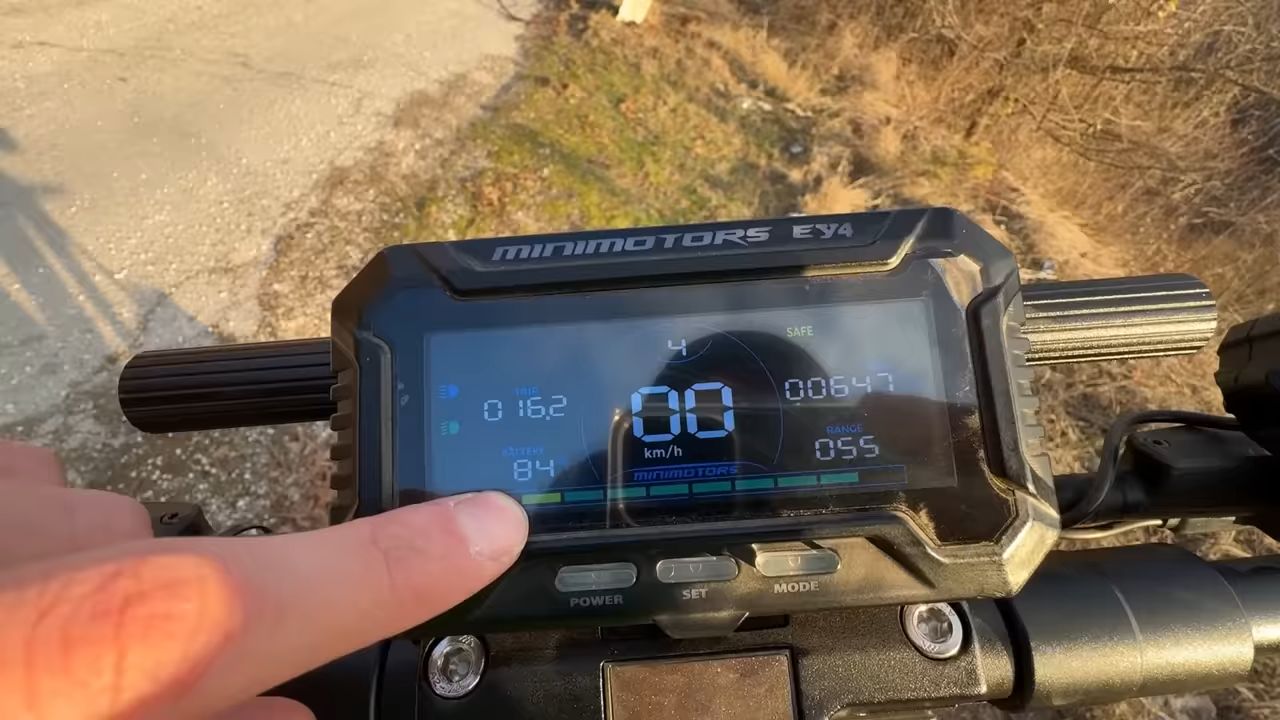 MINIMOTORS EY4
4
SAFE
TRIP
016.2
00
00647
km/h
BATTERY
84
RANGE
055
MINIMOTORS
POWER
SET
MODE